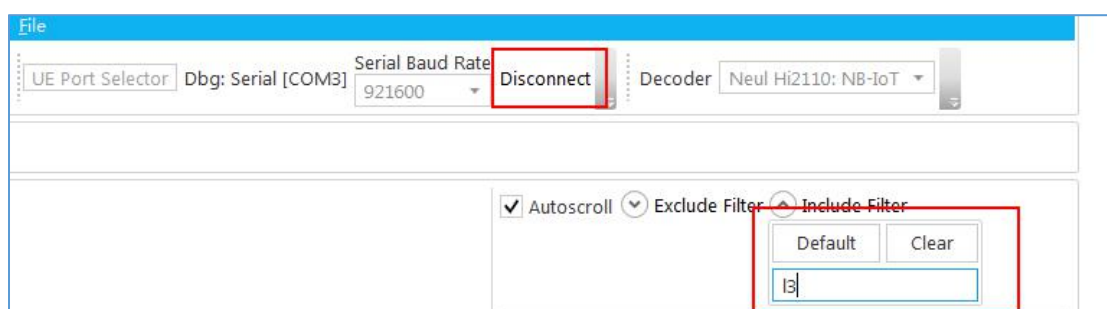 File
UE Port Selector Dbg: Serial [COM3] Serial Baud Rate 921600 Disconnect Decoder Neul Hi2110: NB-IoT
Autoscroll Exclude Filter Include Filter
Default Clear
l3